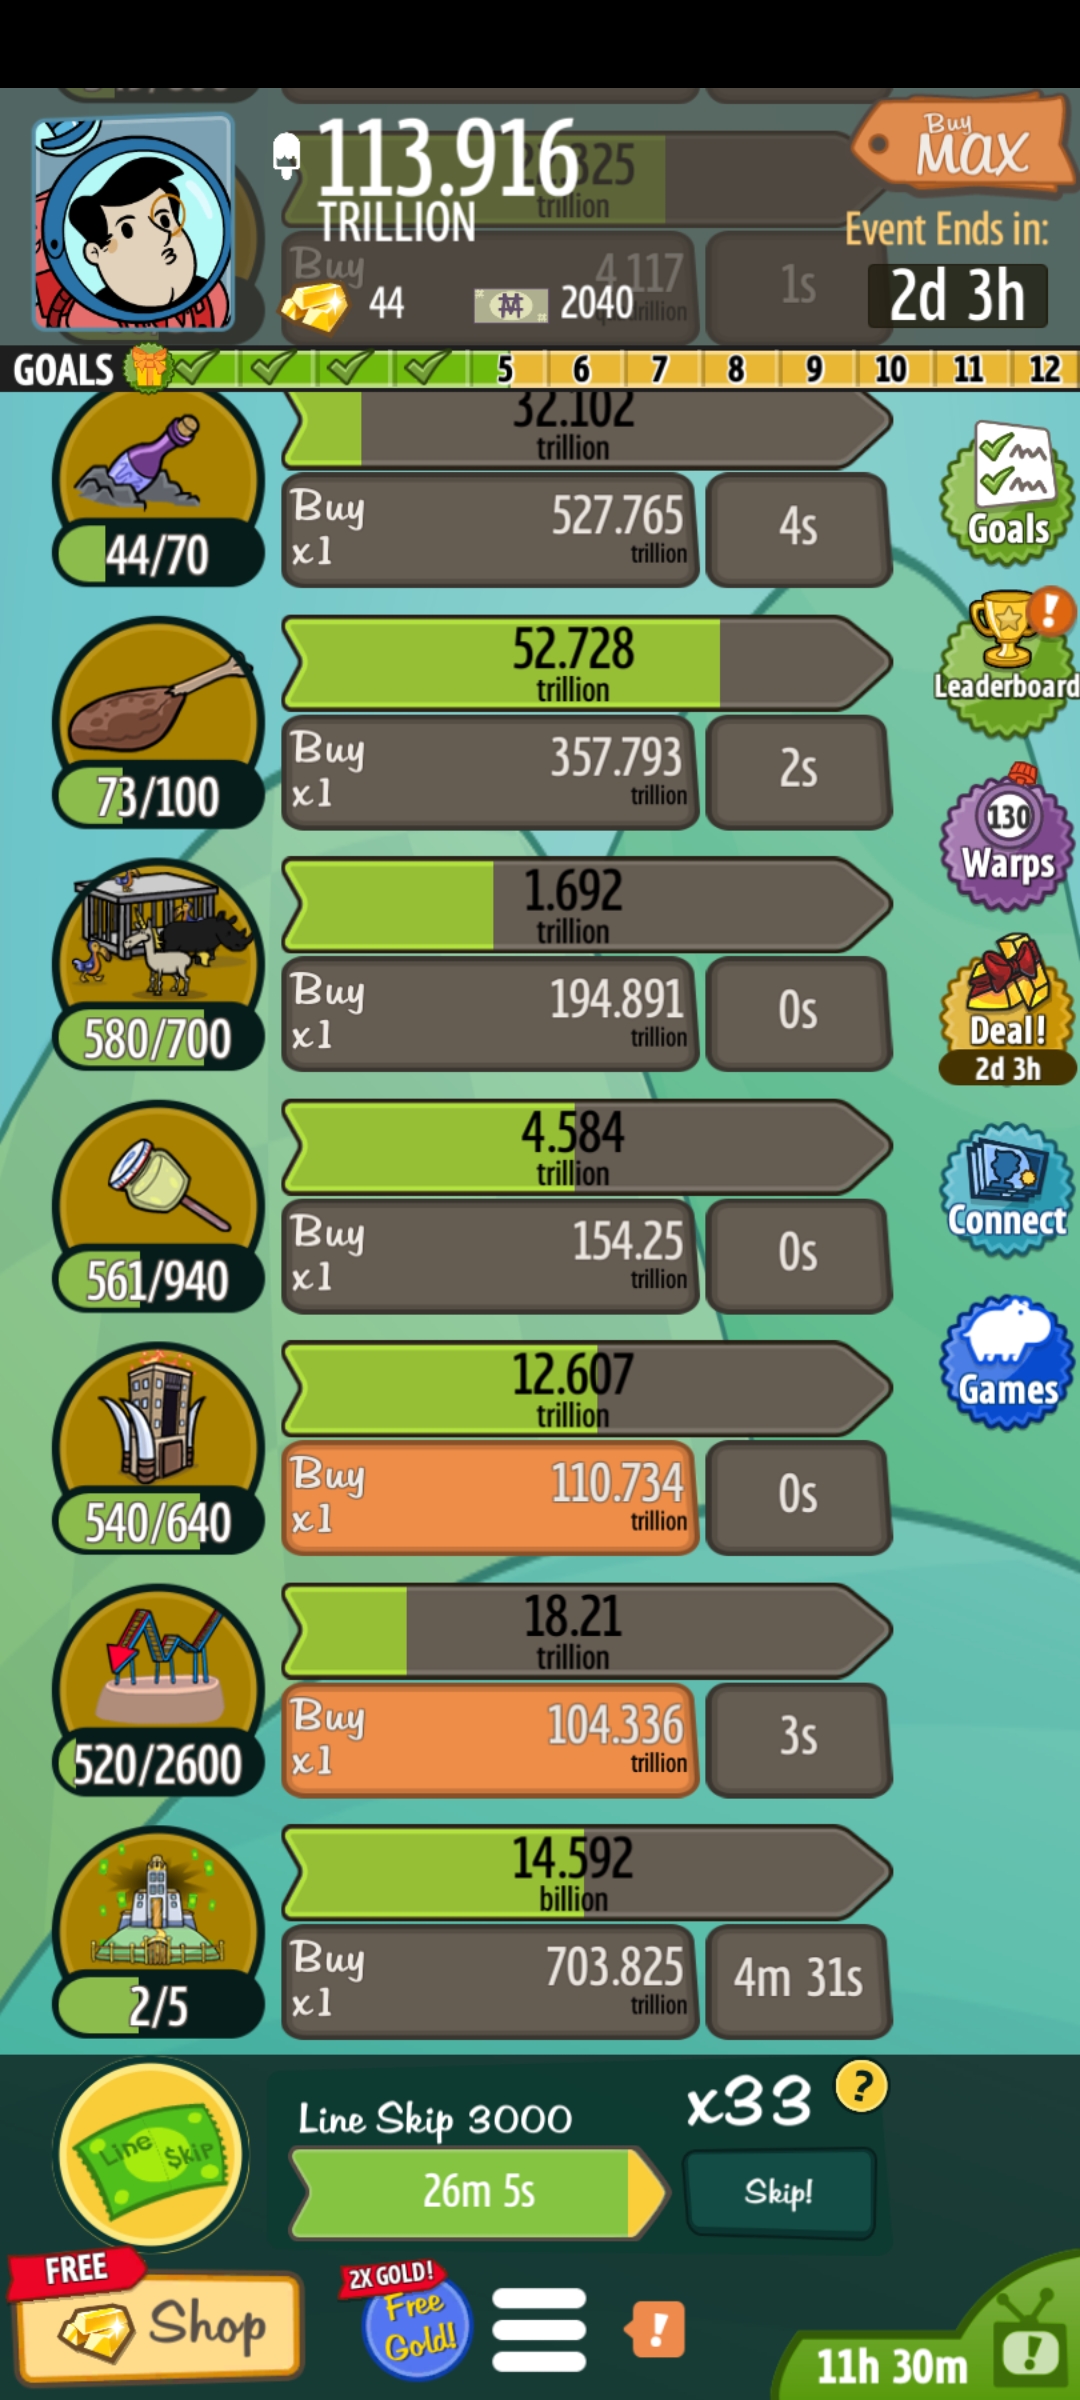 113.916
TRILLION
Buy
MAX
Event Ends in:
2d 3h
44
2040
trillion
Buy
4.117
1s
GOALS
5
6
7
8
9
10
11
12
32.102
trillion
Buy
x1
527.765
trillion
4s
44/70
Goals
52.728
trillion
Buy
x1
357.793
trillion
2s
73/100
Leaderboard
130
Warps
1.692
trillion
Buy
x1
194.891
trillion
0s
580/700
Deal!
2d 3h
4.584
trillion
Buy
x1
154.25
trillion
0s
561/940
Connect
12.607
trillion
Buy
x1
110.734
trillion
0s
540/640
Games
18.21
trillion
Buy
x1
104.336
trillion
3s
520/2600
14.592
billion
Buy
x1
703.825
trillion
4m 31s
2/5
Line Skip
Line Skip 3000
26m 5s
x33
?
Skip!
FREE
Shop
2X GOLD!
Free
Gold!
!
11h 30m
!